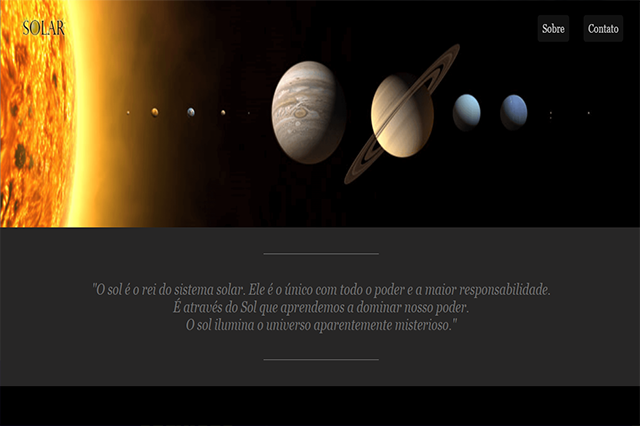 SOLAR
Sobre
Contato
"O sol é o rei do sistema solar. Ele é o único com todo o poder e a maior responsabilidade.
É através do Sol que aprendemos a dominar nosso poder.
O sol ilumina o universo aparentemente misterioso."